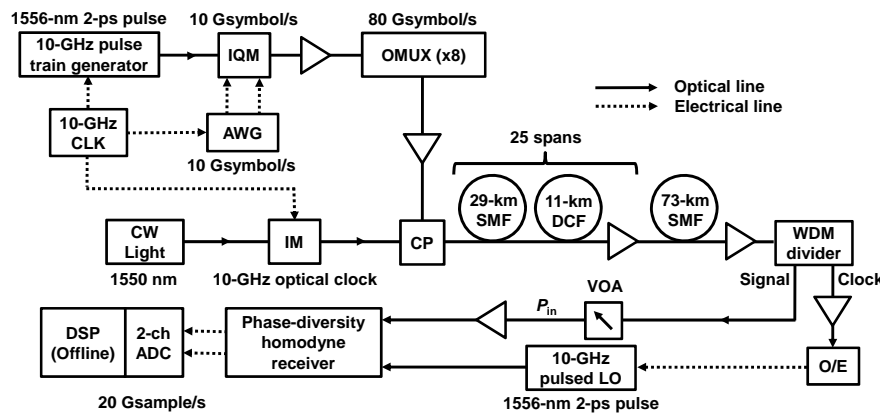 1556-nm 2-ps pulse
10-GHz pulse
train generator
10 Gsymbol/s
IQM
80 Gsymbol/s
OMUX (x8)
Optical line
Electrical line
10-GHz
CLK
AWG
10 Gsymbol/s
25 spans
29-km
SMF
11-km
DCF
73-km
SMF
CW
Light
1550 nm
IM
10-GHz optical clock
CP
WDM
divider
Signal
Clock
VOA
Pin
DSP
(Offline)
2-ch
ADC
20 Gsample/s
Phase-diversity
homodyne
receiver
10-GHz
pulsed LO
1556-nm 2-ps pulse
O/E